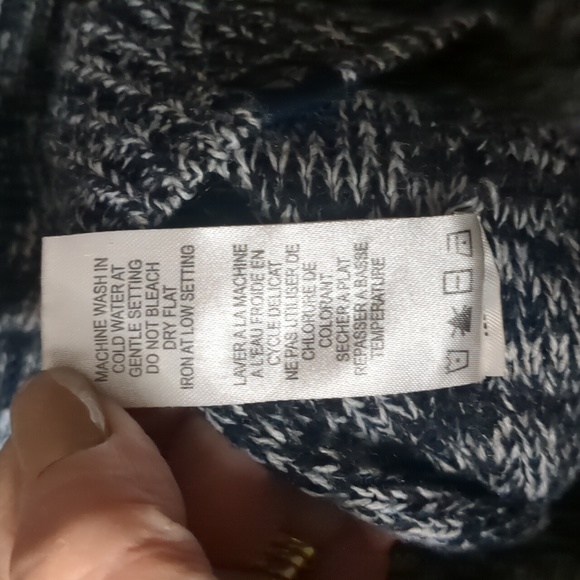 MACHINE WASH IN
COLD WATER AT
GENTLE SETTING
DO NOT BLEACH
DRY FLAT
IRON AT LOW SETTING
LAVER A LA MACHINE
A L'EAU FROIDE EN
CYCLE DELICAT
NE PAS UTILISER DE
CHLORURE DE
COLORANT
SECHER A PLAT
REPASSER A BASSE
TEMPERATURE